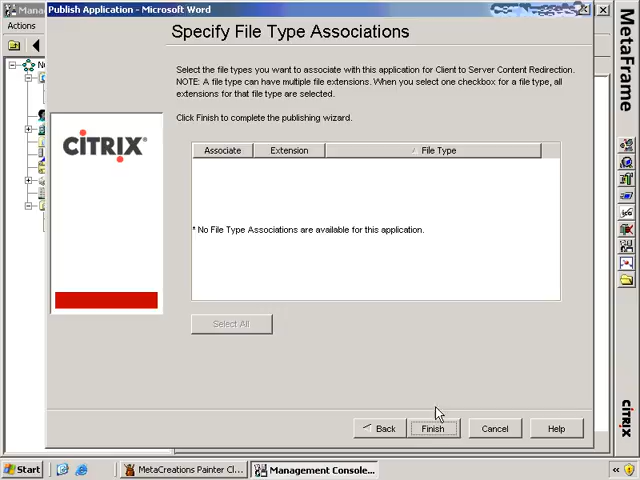 Mana
Publish Application - Microsoft Word
Actions
Specify File Type Associations
Select the file types you want to associate with this application for Client to Server Content Redirection.
NOTE: A file type can have multiple file extensions. When you select one checkbox for a file type, all
extensions for that file type are selected.
Click Finish to complete the publishing wizard.
CITRIX®
Associate
Extension
File Type
* No File Type Associations are available for this application.
Select All
Back
Finish
Cancel
Help
MetaFrame
CITRIX
Start
MetaCreations Painter Cl...
Management Console...